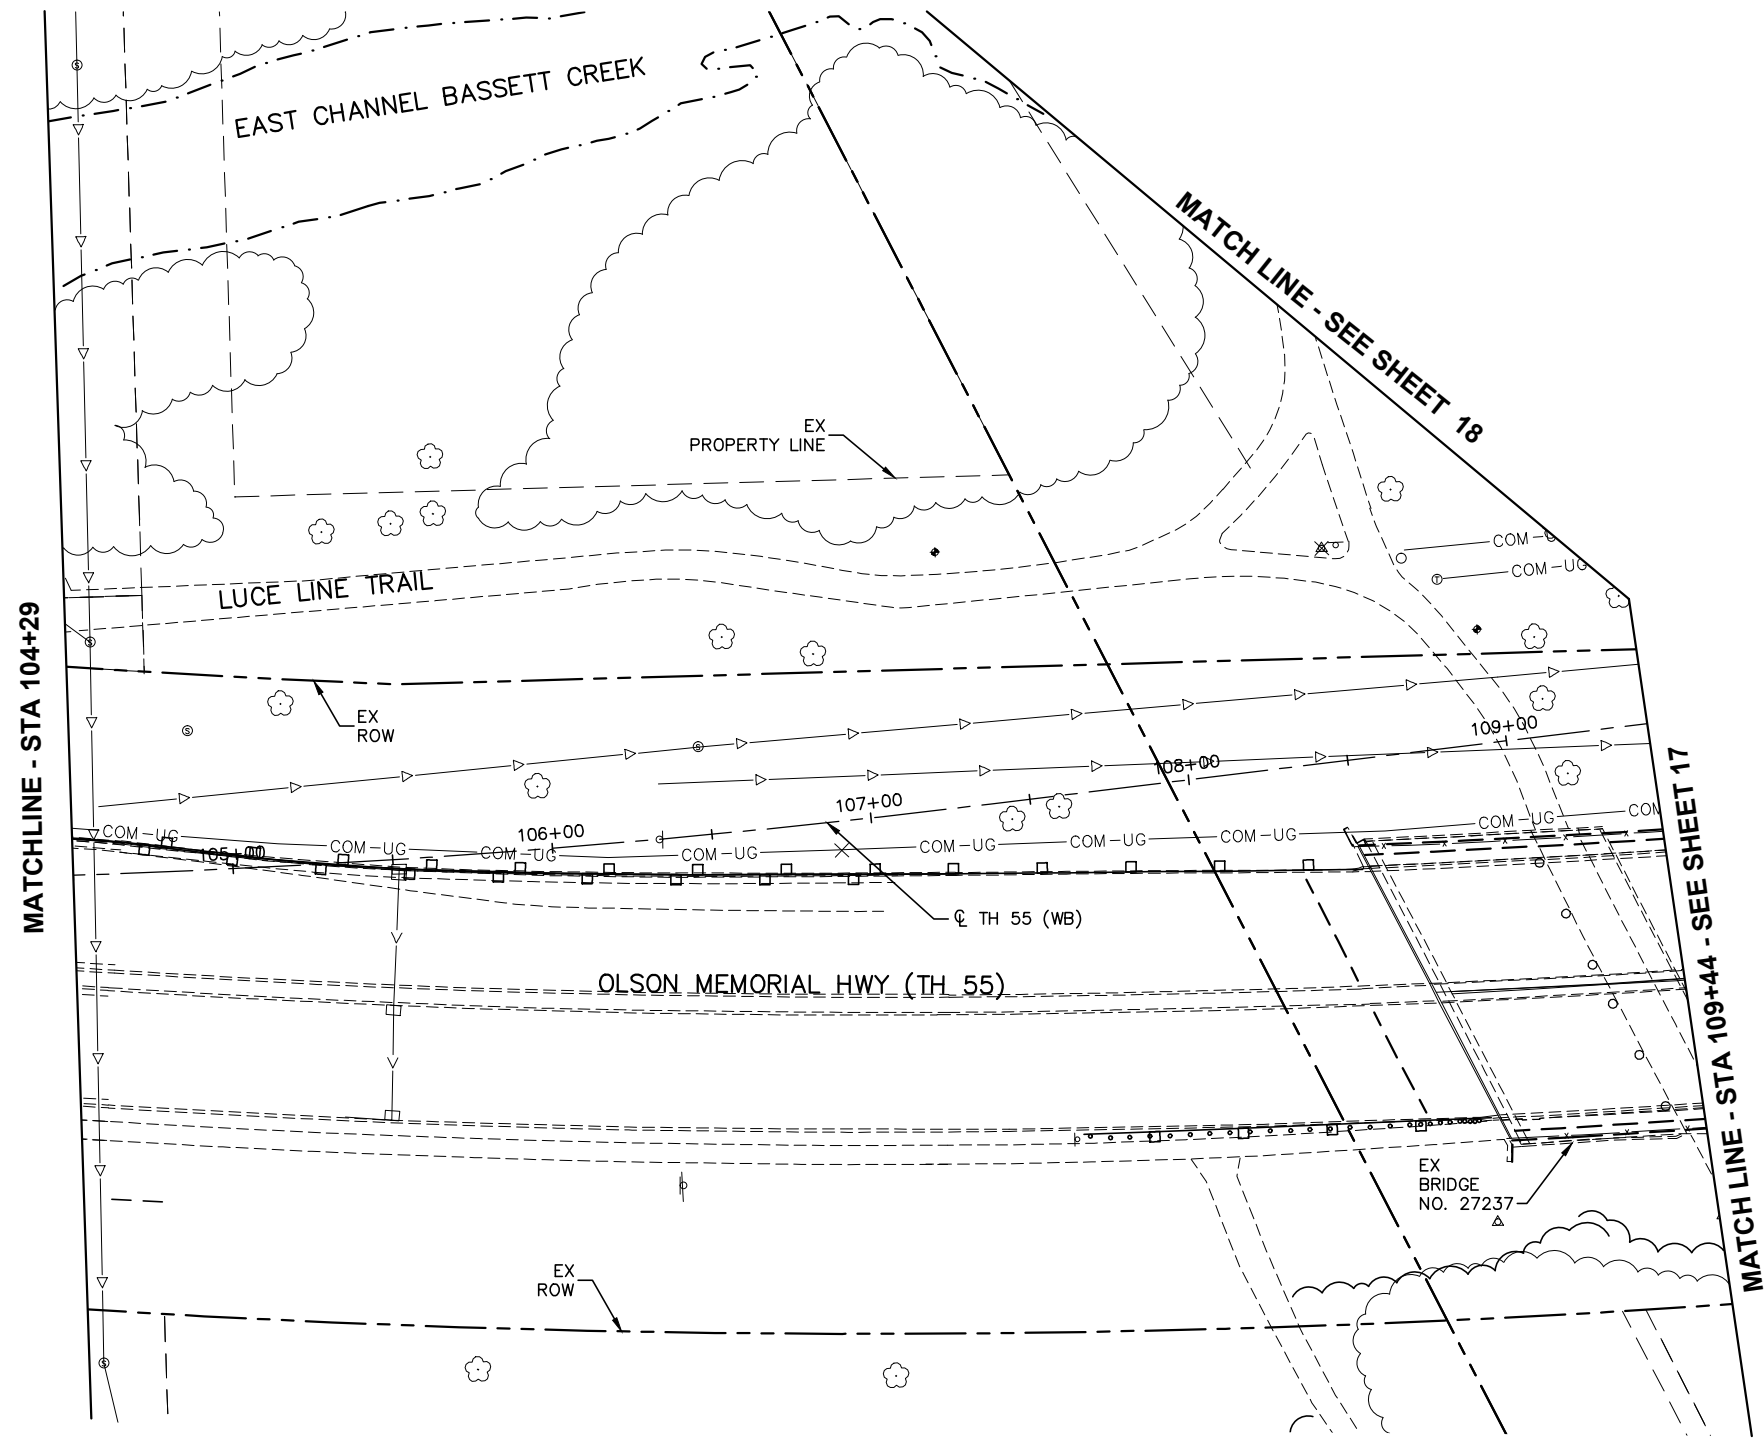 EAST CHANNEL BASSETT CREEK
MATCH LINE - SEE SHEET 18
EX
PROPERTY LINE
COM-U
COM-UG
LUCE LINE TRAIL
MATCHLINE - STA 104+29
EX
ROW
109+00
108+00
107+00
106+00
105+00
COM-UG
COM-UG
COM-UG
COM-UG
COM-UG
COM-UG
COM-UG
COM-UG
COM
℄ TH 55 (WB)
OLSON MEMORIAL HWY (TH 55)
MATCH LINE - STA 109+44 - SEE SHEET 17
EX
BRIDGE
NO. 27237
EX
ROW